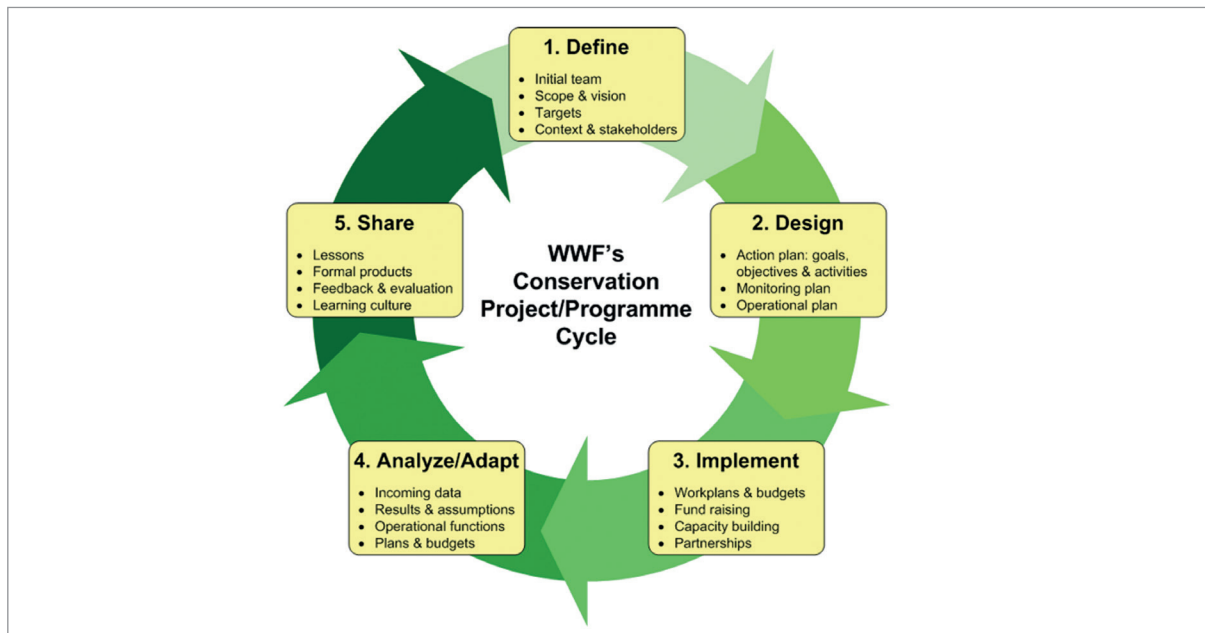 1. Define
• Initial team
• Scope & vision
• Targets
• Context & stakeholders
2. Design
• Action plan: goals,
objectives & activities
• Monitoring plan
• Operational plan
3. Implement
• Workplans & budgets
• Fund raising
• Capacity building
• Partnerships
4. Analyze/Adapt
• Incoming data
• Results & assumptions
• Operational functions
• Plans & budgets
5. Share
• Lessons
• Formal products
• Feedback & evaluation
• Learning culture
WWF's
Conservation
Project/Programme
Cycle